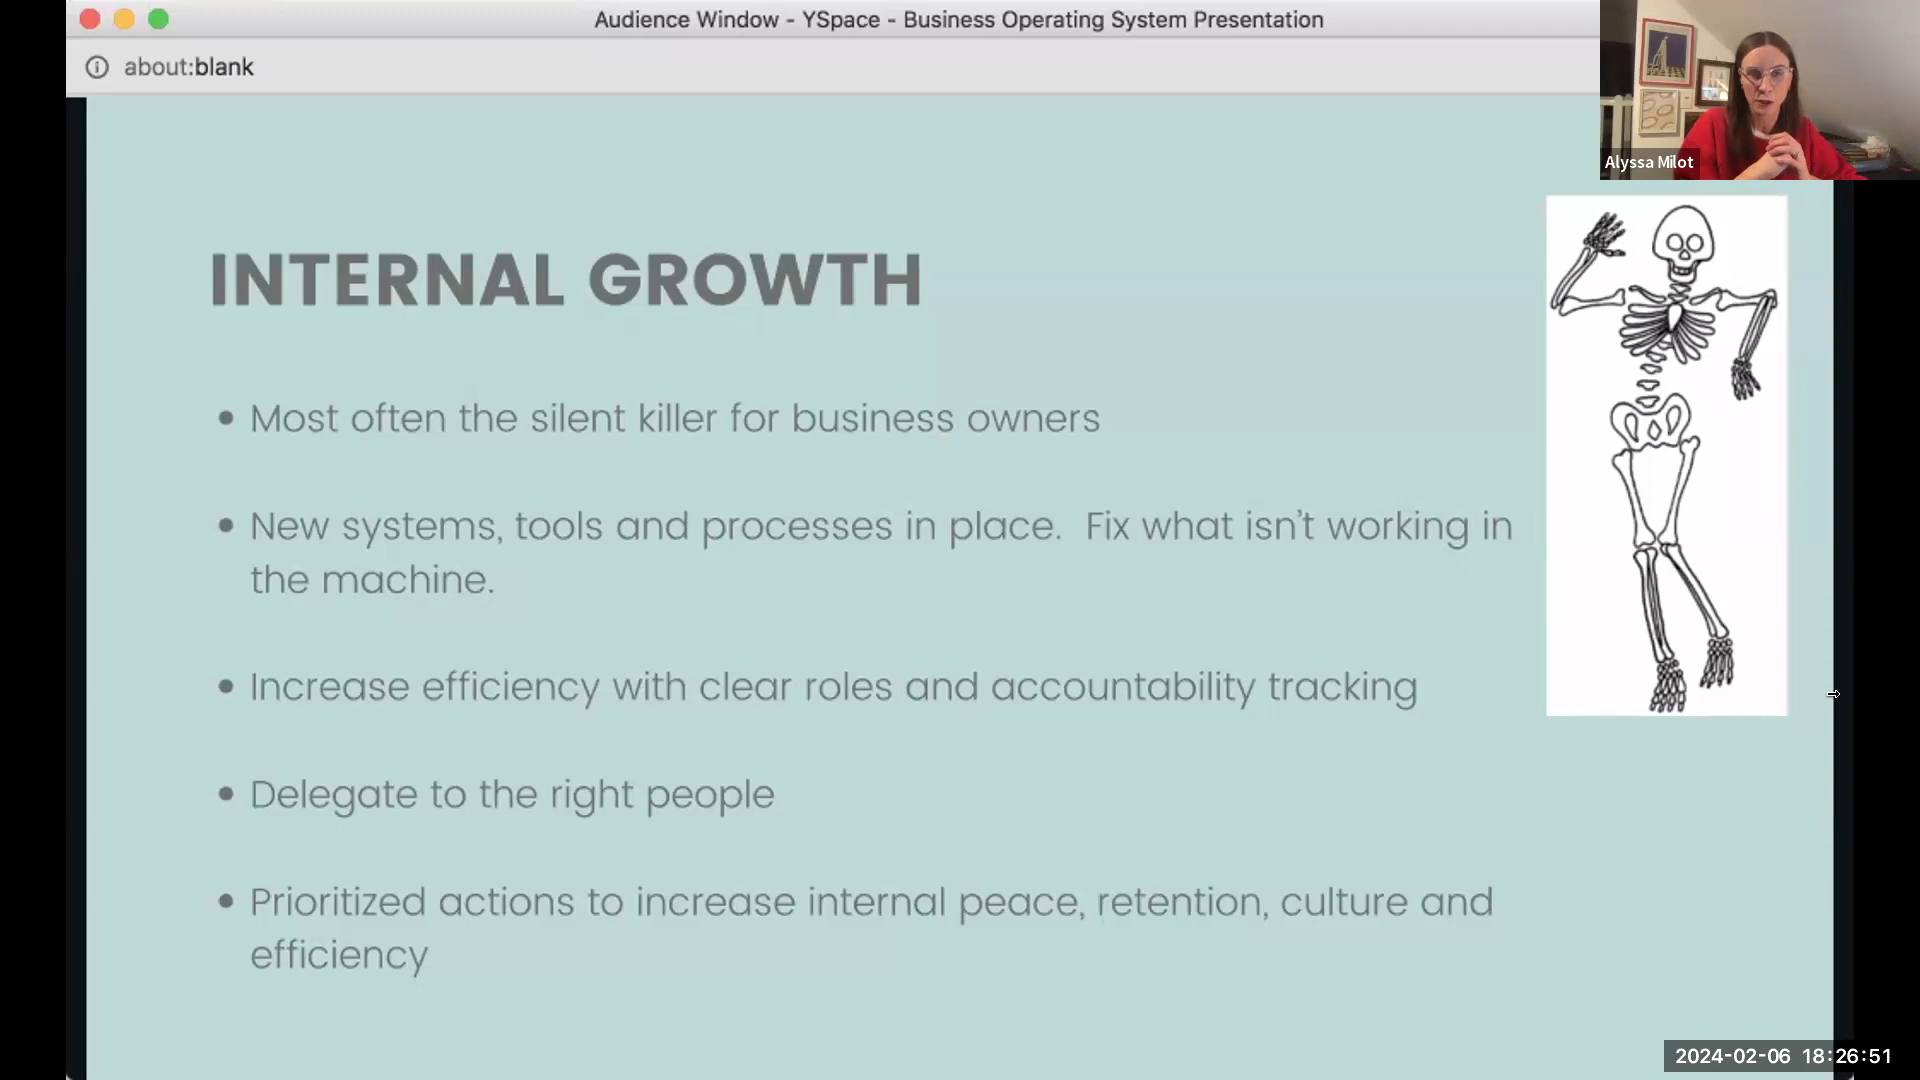 Audience Window - YSpace - Business Operating System Presentation
about:blank
Alyssa Milot
INTERNAL GROWTH
• Most often the silent killer for business owners
• New systems, tools and processes in place.  Fix what isn't working in
the machine.
• Increase efficiency with clear roles and accountability tracking
• Delegate to the right people
• Prioritized actions to increase internal peace, retention, culture and
efficiency
2024-02-06 18:26:51